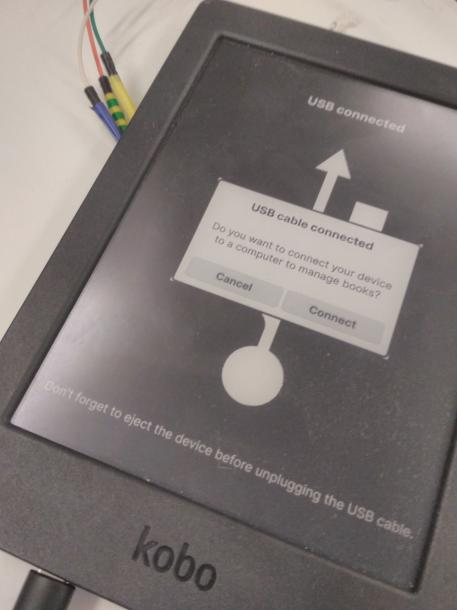 USB connected
USB cable connected
Do you want to connect your device
to a computer to manage books?
Cancel
Connect
Don't forget to eject the device before unplugging the USB cable.
kobo